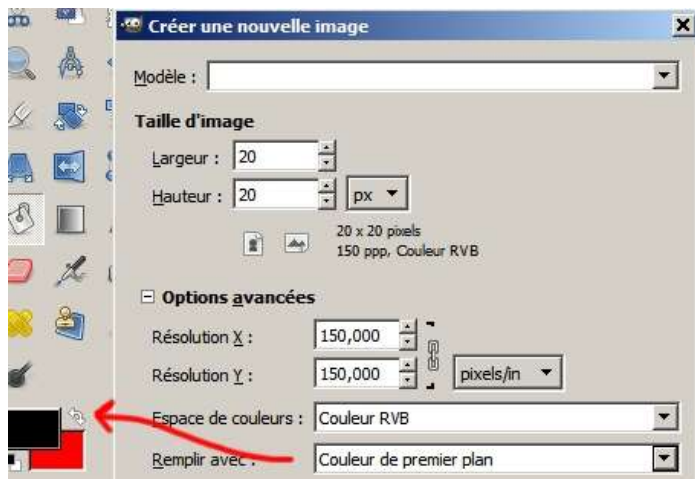 Créer une nouvelle image
Modèle :
Taille d'image
Largeur : 20
Hauteur : 20 px
20 x 20 pixels
150 ppp, Couleur RVB
Options avancées
Résolution X : 150,000
Résolution Y : 150,000 pixels/in
Espace de couleurs : Couleur RVB
Remplir avec : Couleur de premier plan